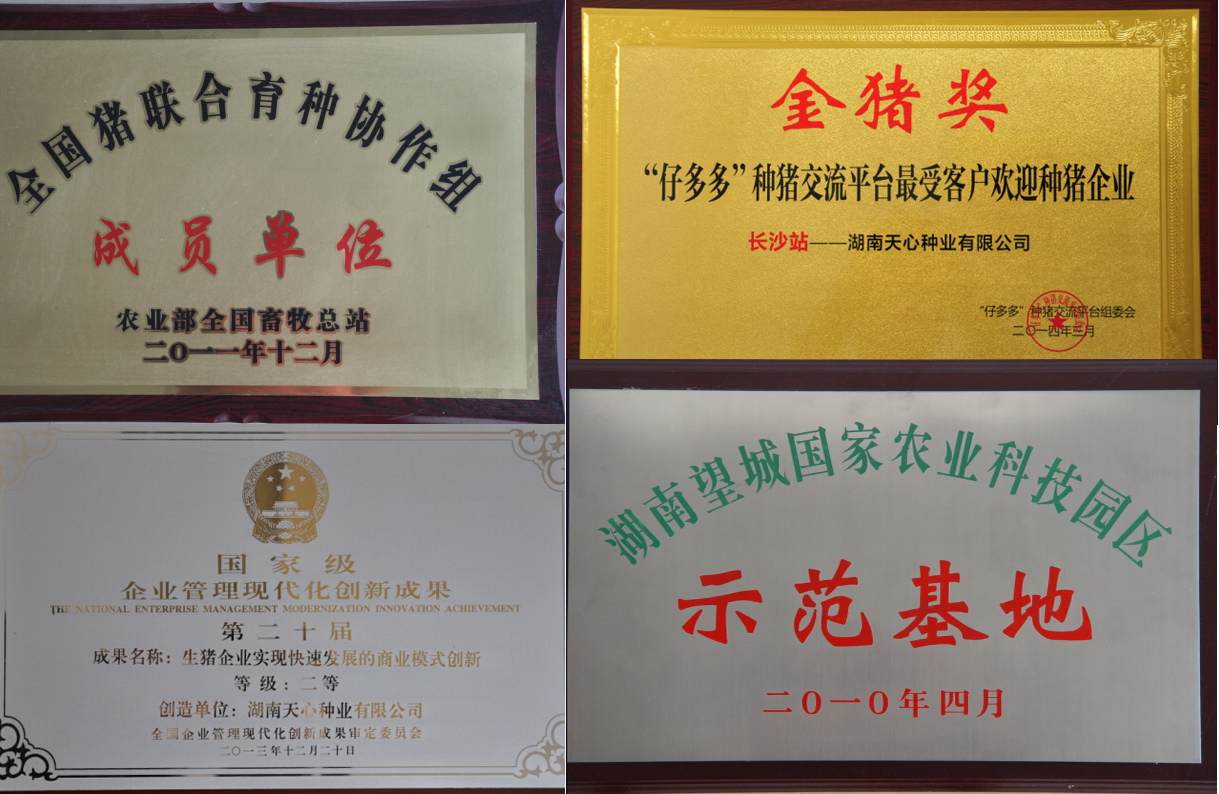 全国猪联合育种协作组
成员单位
农业部全国畜牧总站
二〇一一年十二月
金猪奖
“仔多多”种猪交流平台最受客户欢迎种猪企业
长沙站——湖南天心种业有限公司
“仔多多”种猪交流平台组委会
二〇一四年三月
国家级
企业管理现代化创新成果
THE NATIONAL ENTERPRISE MANAGEMENT MODERNIZATION INNOVATION ACHIEVEMENT
第二十届
成果名称：生猪企业实现快速发展的商业模式创新
等级：二等
创造单位：湖南天心种业有限公司
全国企业管理现代化创新成果审定委员会
二〇一三年十二月二十日
湖南望城国家农业科技园区
示范基地
二〇一〇年四月